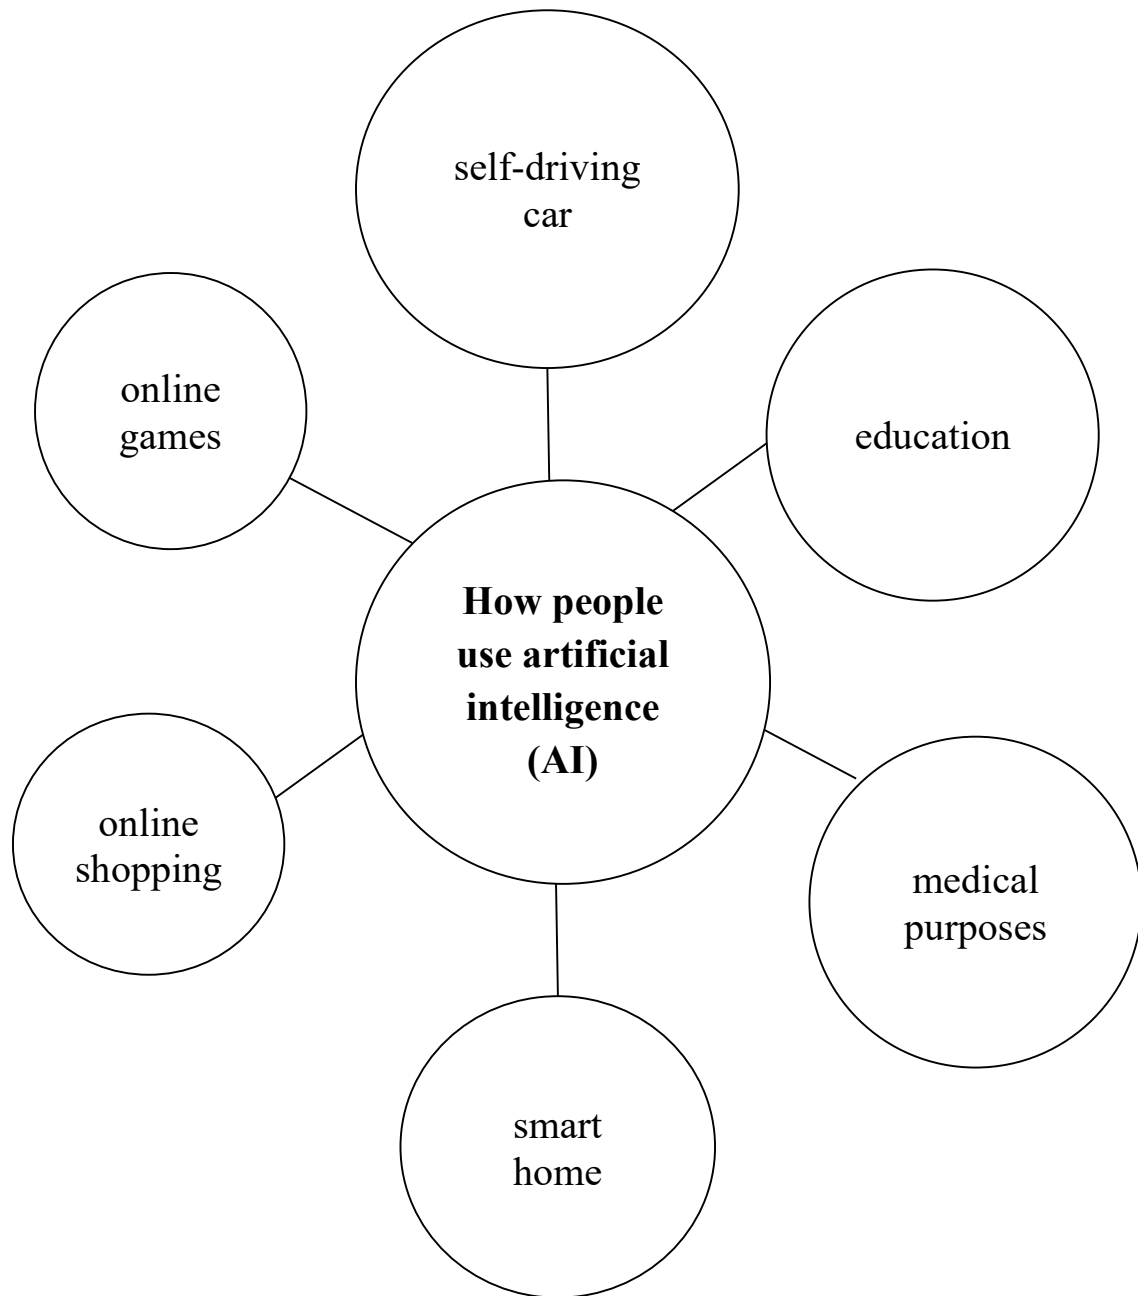 self-driving
car
online
games
education
How people
use artificial
intelligence
(AI)
online
shopping
medical
purposes
smart
home